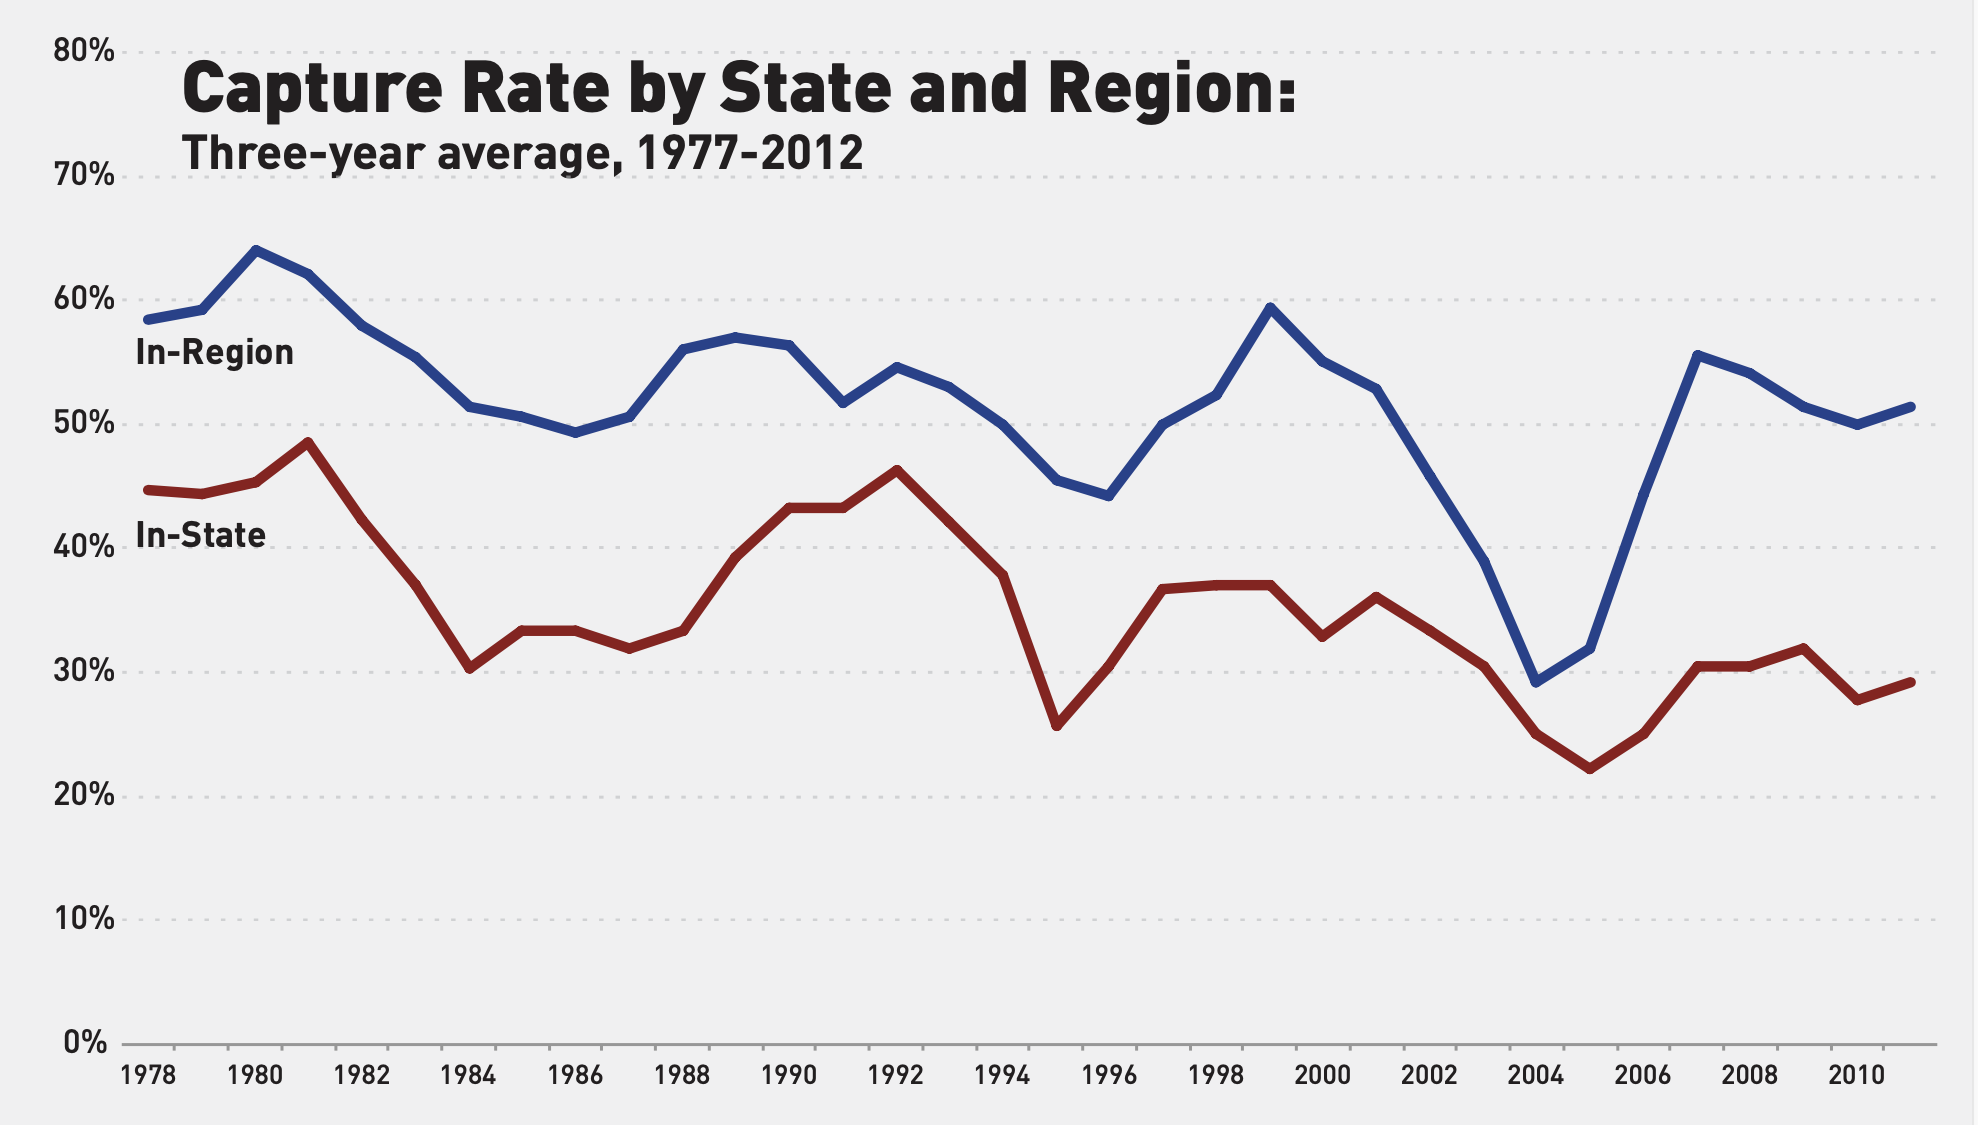 80%
Capture Rate by State and Region:
Three-year average, 1977-2012
70%
60%
In-Region
50%
In-State
40%
30%
20%
10%
0%
1978 1980 1982 1984 1986 1988 1990 1992 1994 1996 1998 2000 2002 2004 2006 2008 2010